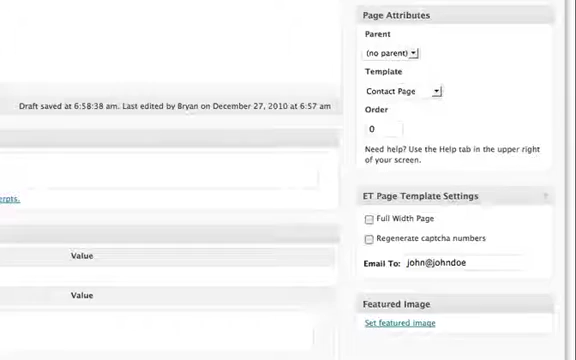 Page Attributes
Parent
(no parent)
Template
Contact Page
Draft saved at 6:58:38 am. Last edited by Bryan on December 27, 2010 at 6:57 am
Order
0
Need help? Use the Help tab in the upper right
of your screen.
ET Page Template Settings
erpts.
Full Width Page
Regenerate captcha numbers
Value
Email To: john@johndoe
Value
Featured Image
Set featured image